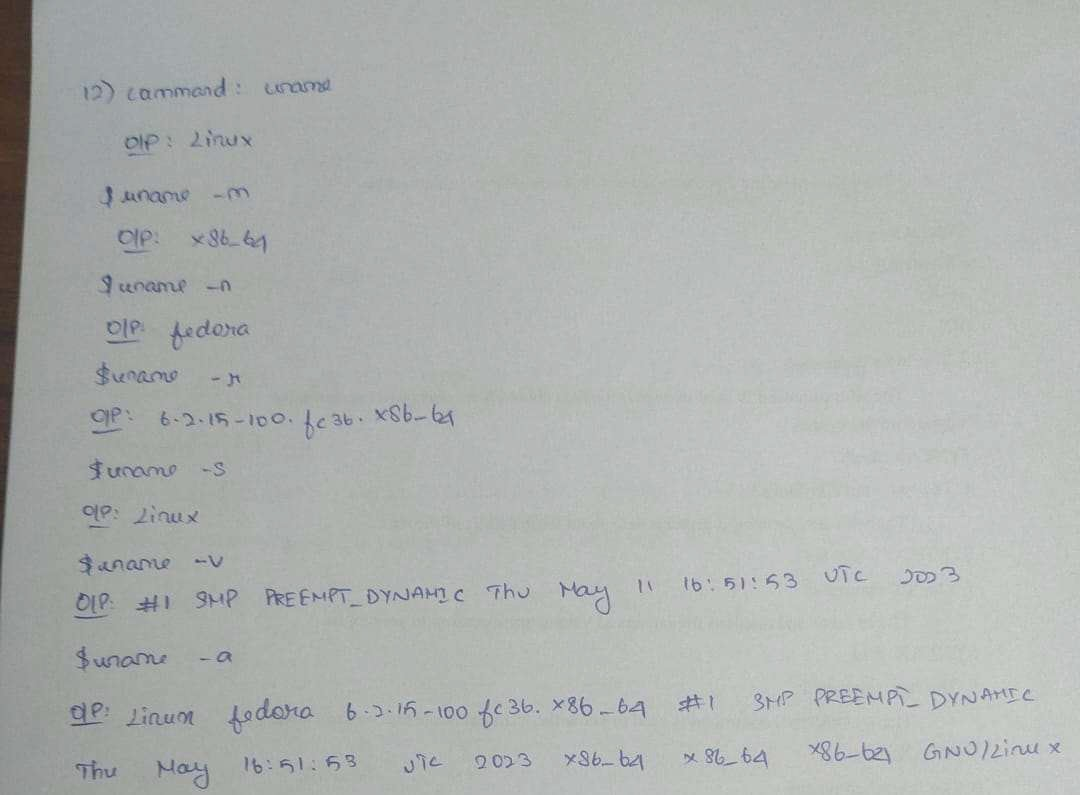 12) Command: uname
O/P: Linux
$ uname -m
O/P: x86_64
$uname -n
O/P: fedora
$uname -r
O/P: 6.2.15-100.fc36.x86_64
$uname -s
O/P: Linux
$uname -v
O/P: #1 SMP PREEMPT_DYNAMIC Thu May 11 16:51:53 UTC 2023
$uname -a
O/P: Linux fedora 6.2.15-100 fc36.x86_64 #1 SMP PREEMPT_DYNAMIC
Thu May 16:51:53 UTC 2023 x86_64 x86_64 x86_64 GNU/Linux